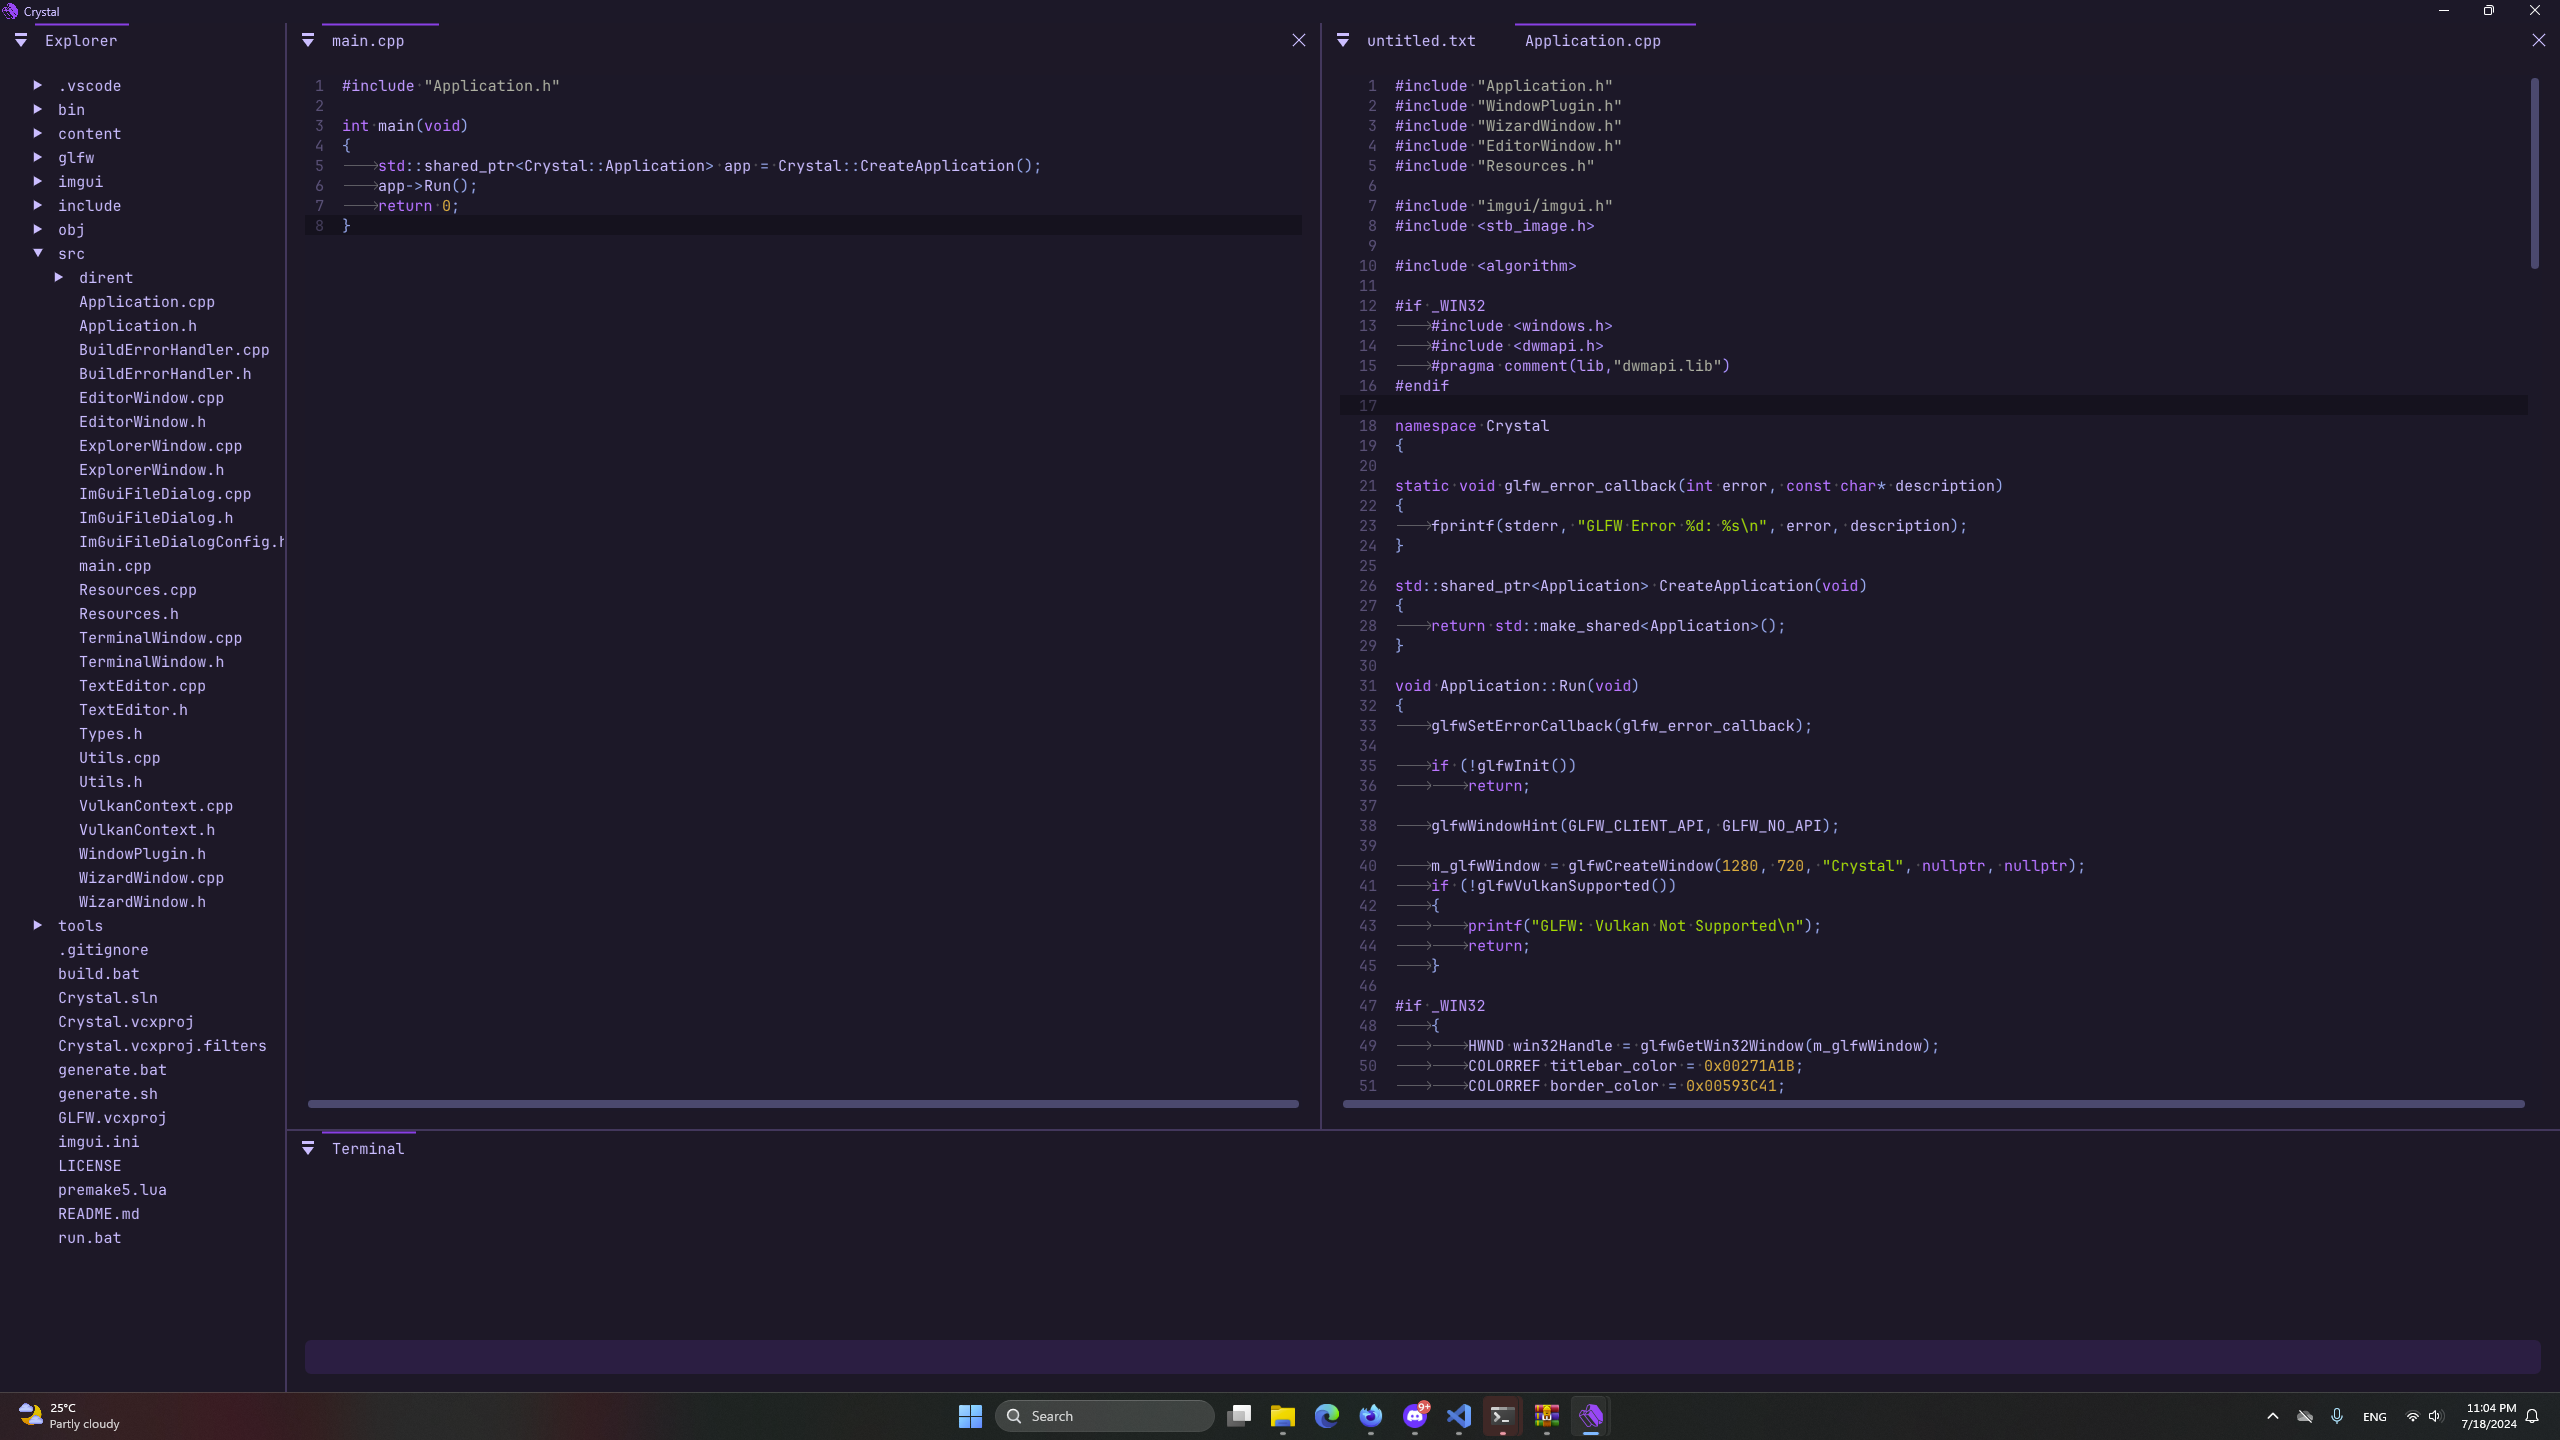 Crystal
Explorer
.vscode
bin
content
glfw
imgui
include
obj
src
dirent
Application.cpp
Application.h
BuildErrorHandler.cpp
BuildErrorHandler.h
EditorWindow.cpp
EditorWindow.h
ExplorerWindow.cpp
ExplorerWindow.h
ImGuiFileDialog.cpp
ImGuiFileDialog.h
ImGuiFileDialogConfig.h
main.cpp
Resources.cpp
Resources.h
TerminalWindow.cpp
TerminalWindow.h
TextEditor.cpp
TextEditor.h
Types.h
Utils.cpp
Utils.h
VulkanContext.cpp
VulkanContext.h
WindowPlugin.h
WizardWindow.cpp
WizardWindow.h
tools
.gitignore
build.bat
Crystal.sln
Crystal.vcxproj
Crystal.vcxproj.filters
generate.bat
generate.sh
GLFW.vcxproj
imgui.ini
LICENSE
premake5.lua
README.md
run.bat
main.cpp
1 #include "Application.h"
2
3 int main(void)
4 {
5 std::shared_ptr<Crystal::Application> app = Crystal::CreateApplication();
6 app->Run();
7 return 0;
8 }
untitled.txt Application.cpp
1 #include "Application.h"
2 #include "WindowPlugin.h"
3 #include "WizardWindow.h"
4 #include "EditorWindow.h"
5 #include "Resources.h"
6
7 #include "imgui/imgui.h"
8 #include <stb_image.h>
9
10 #include <algorithm>
11
12 #if _WIN32
13 #include <windows.h>
14 #include <dwmapi.h>
15 #pragma comment(lib,"dwmapi.lib")
16 #endif
17
18 namespace Crystal
19 {
20
21 static void glfw_error_callback(int error, const char* description)
22 {
23 fprintf(stderr, "GLFW Error %d: %s\n", error, description);
24 }
25
26 std::shared_ptr<Application> CreateApplication(void)
27 {
28 return std::make_shared<Application>();
29 }
30
31 void Application::Run(void)
32 {
33 glfwSetErrorCallback(glfw_error_callback);
34
35 if (!glfwInit())
36 return;
37
38 glfwWindowHint(GLFW_CLIENT_API, GLFW_NO_API);
39
40 m_glfwWindow = glfwCreateWindow(1280, 720, "Crystal", nullptr, nullptr);
41 if (!glfwVulkanSupported())
42 {
43 printf("GLFW: Vulkan Not Supported\n");
44 return;
45 }
46
47 #if _WIN32
48 {
49 HWND win32Handle = glfwGetWin32Window(m_glfwWindow);
50 COLORREF titlebar_color = 0x00271A1B;
51 COLORREF border_color = 0x00593C41;
Terminal
25°C
Partly cloudy
Search
9+
ENG
11:04 PM
7/18/2024